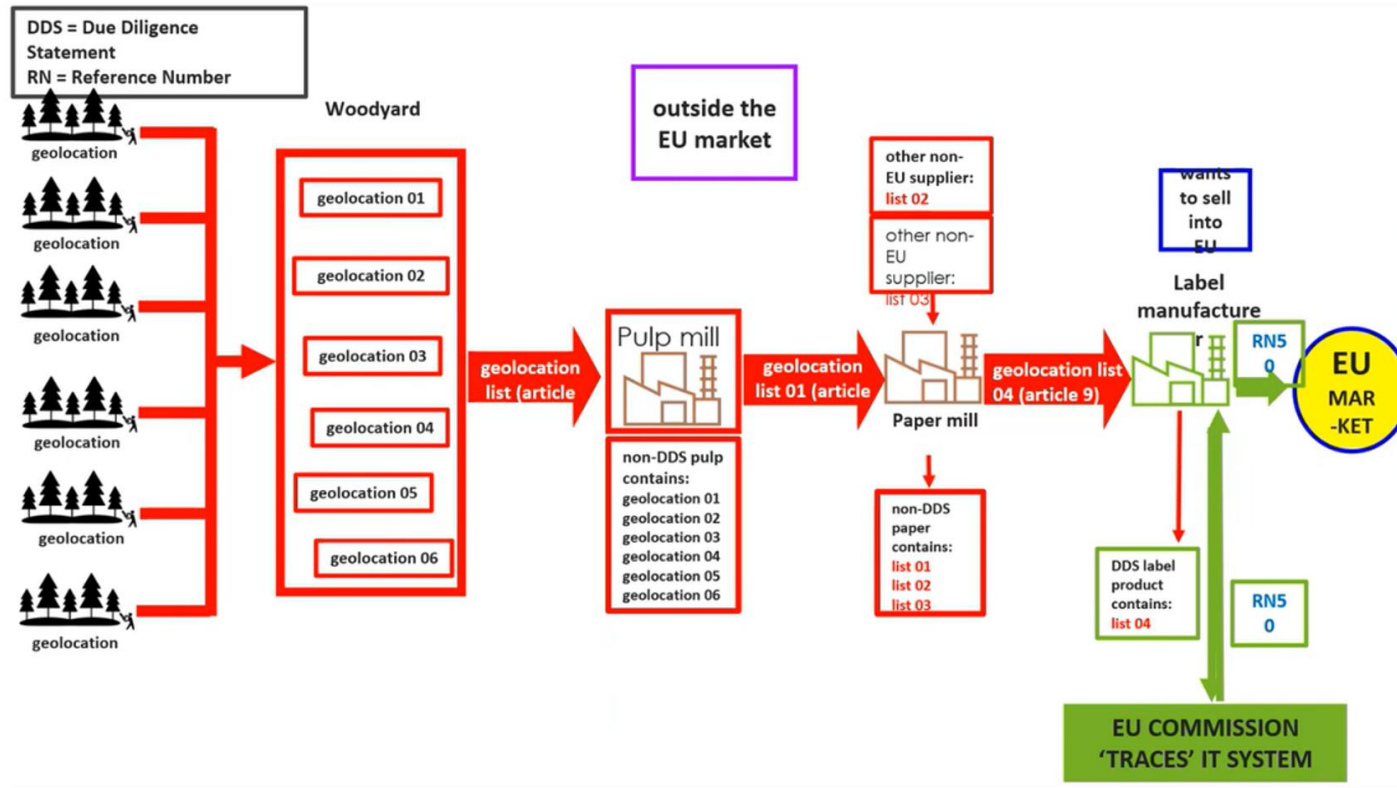 DDS = Due Diligence
Statement
RN = Reference Number
geolocation
geolocation
geolocation
geolocation
geolocation
geolocation
Woodyard
geolocation 01
geolocation 02
geolocation 03
geolocation 04
geolocation 05
geolocation 06
geolocation
list (article
outside the
EU market
Pulp mill
non-DDS pulp
contains:
geolocation 01
geolocation 02
geolocation 03
geolocation 04
geolocation 05
geolocation 06
geolocation
list 01 (article
other non-
EU supplier:
list 02
other non-
EU
supplier:
list 03
Paper mill
non-DDS
paper
contains:
list 01
list 02
list 03
geolocation list
04 (article 9)
wants
to sell
into
EU
Label
manufacture
r
RN5
0
EU
MAR
-KET
DDS label
product
contains:
list 04
RN5
0
EU COMMISSION
‘TRACES’ IT SYSTEM